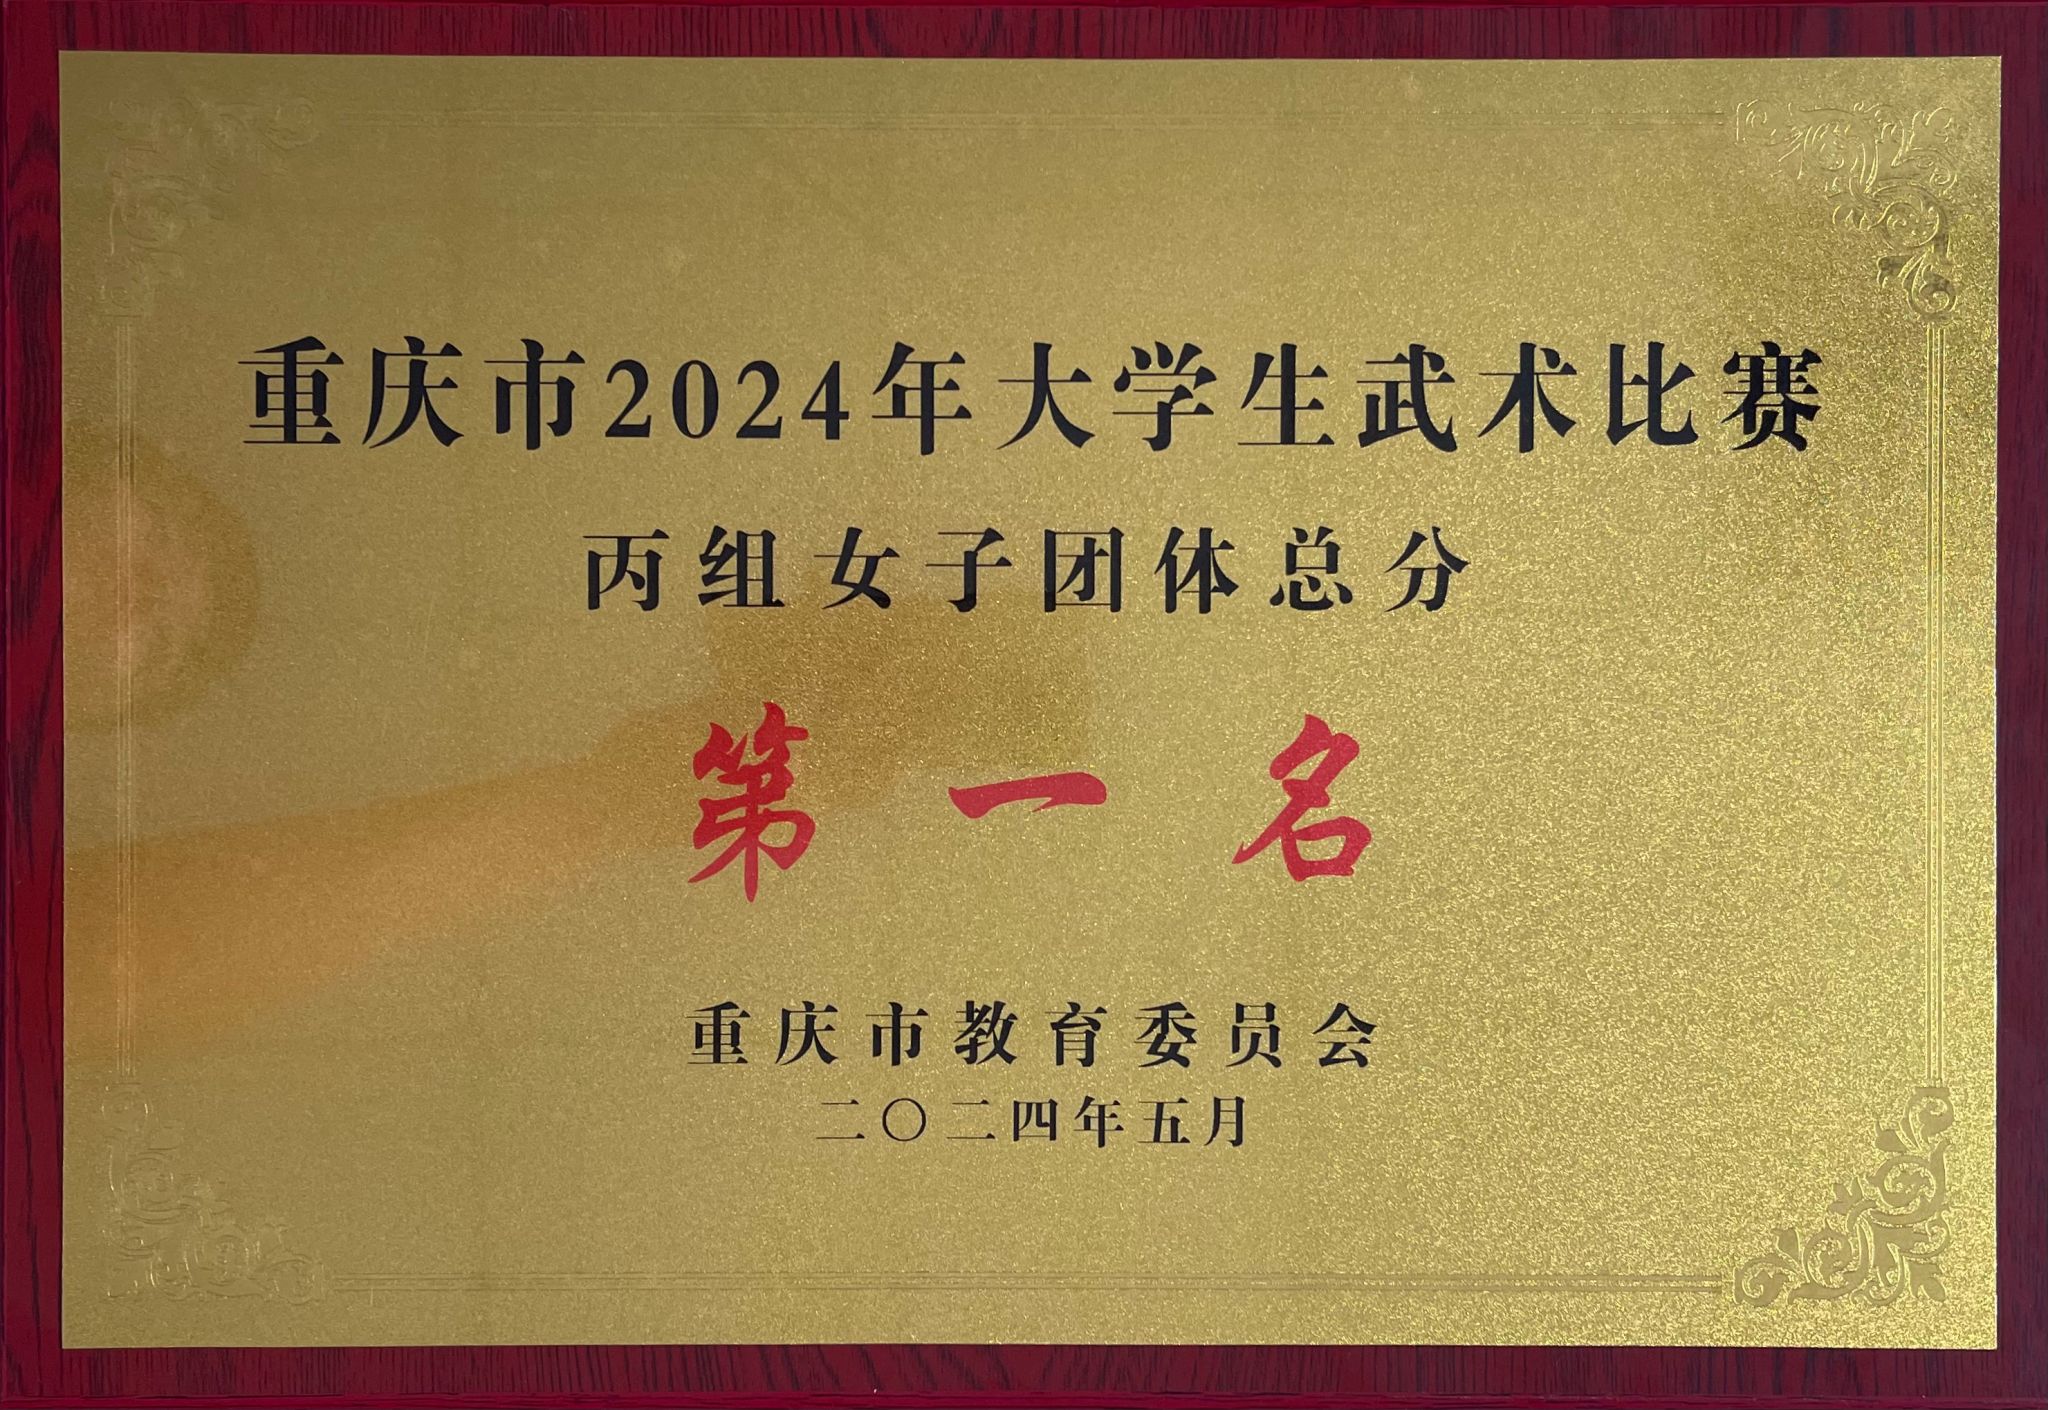 重庆市2024年大学生武术比赛
丙组女子团体总分
第一名
重庆市教育委员会
二〇二四年五月